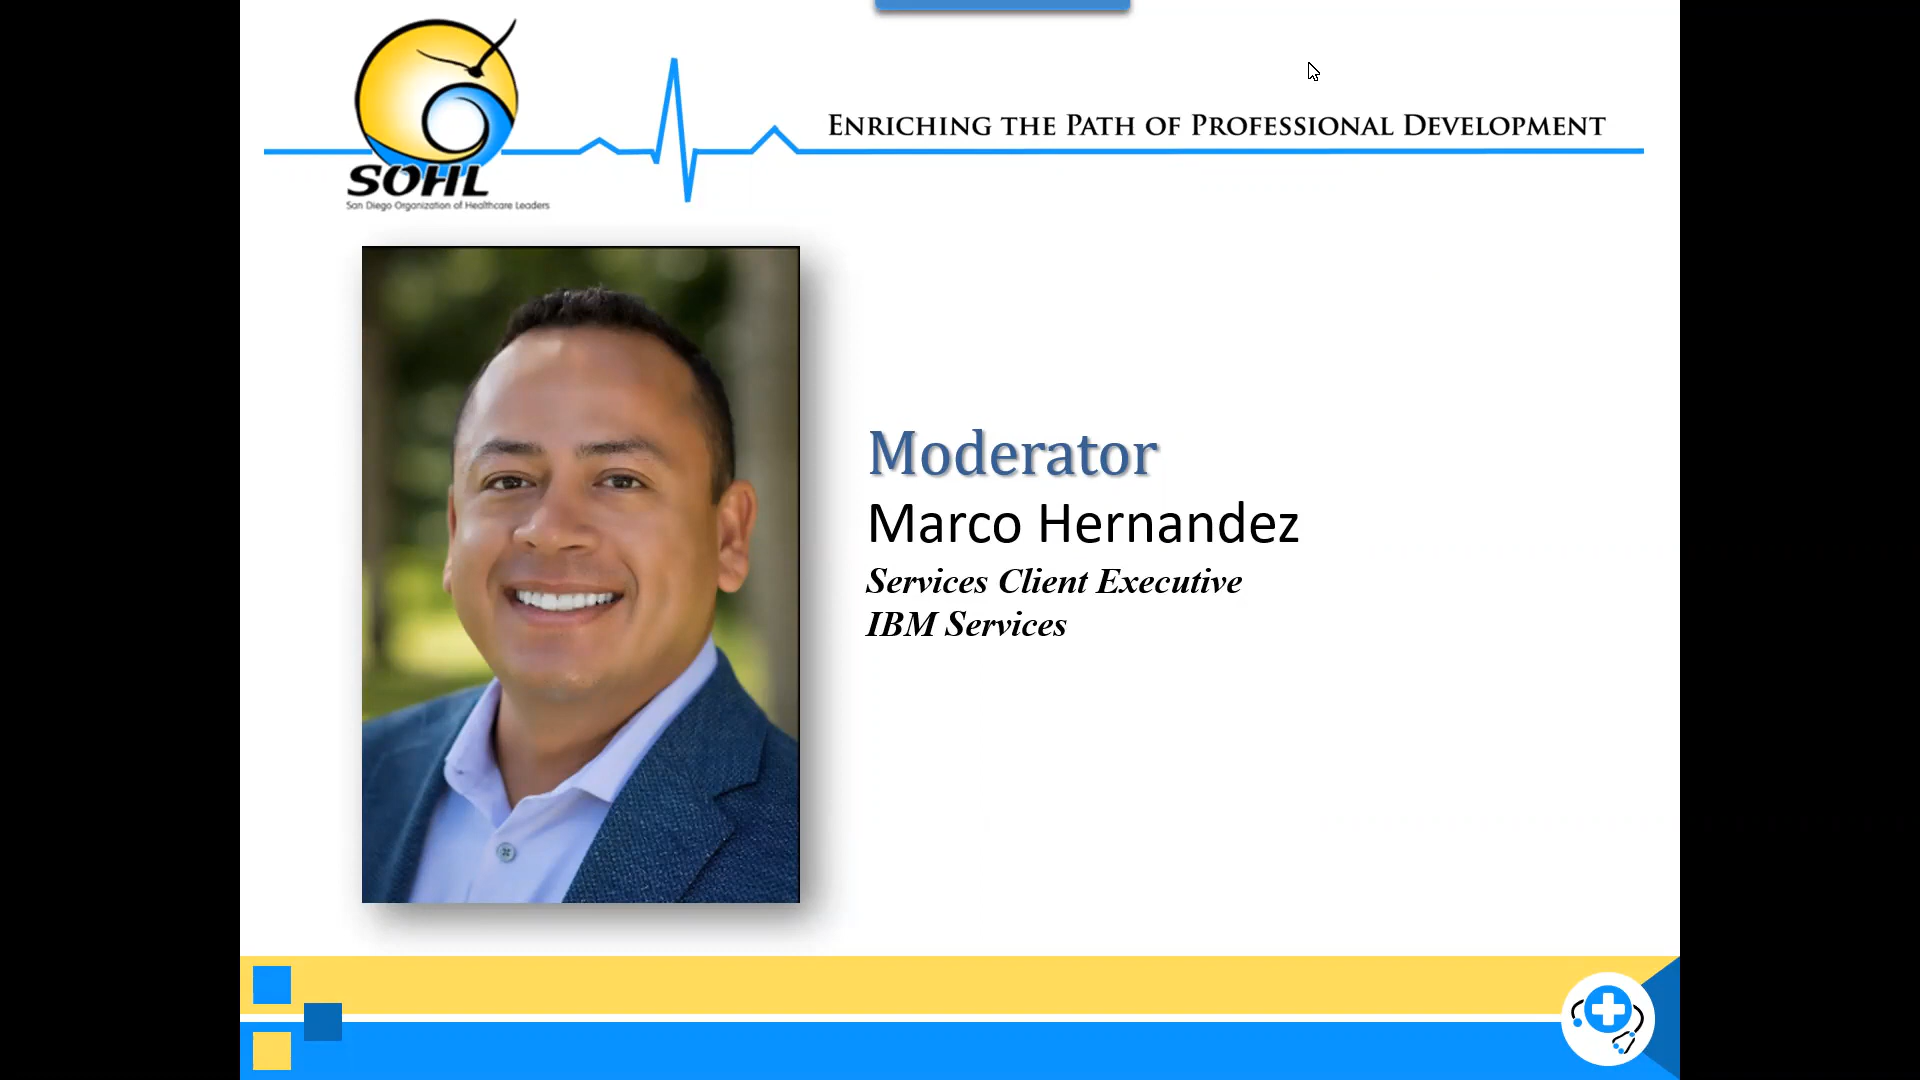 ENRICHING THE PATH OF PROFESSIONAL DEVELOPMENT
SOHL
San Diego Organization of Healthcare Leaders
Moderator
Marco Hernandez
Services Client Executive
IBM Services